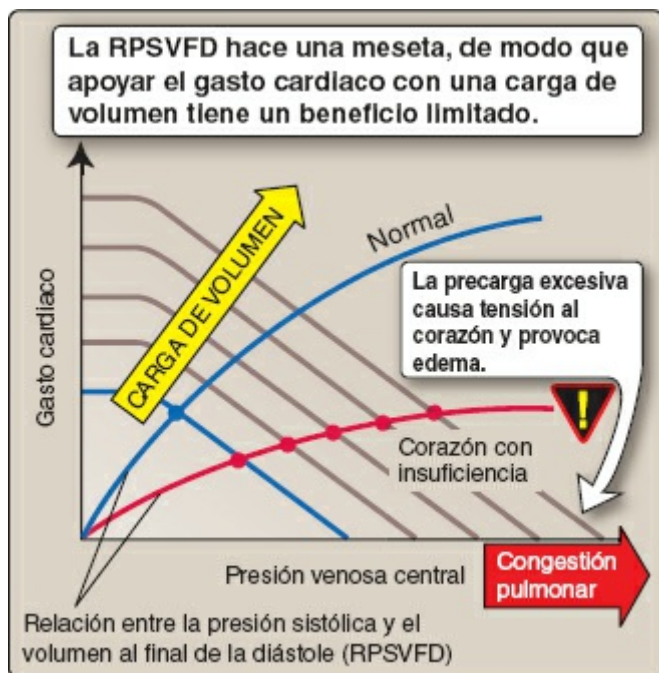 La RPSVFD hace una meseta, de modo que
apoyar el gasto cardiaco con una carga de
volumen tiene un beneficio limitado.
CARGA DE VOLUMEN
Normal
La precarga excesiva
causa tensión al
corazón y provoca
edema.
Gasto cardiaco
Corazón con
insuficiencia
Presión venosa central
Congestión
pulmonar
Relación entre la presión sistólica y el
volumen al final de la diástole (RPSVFD)